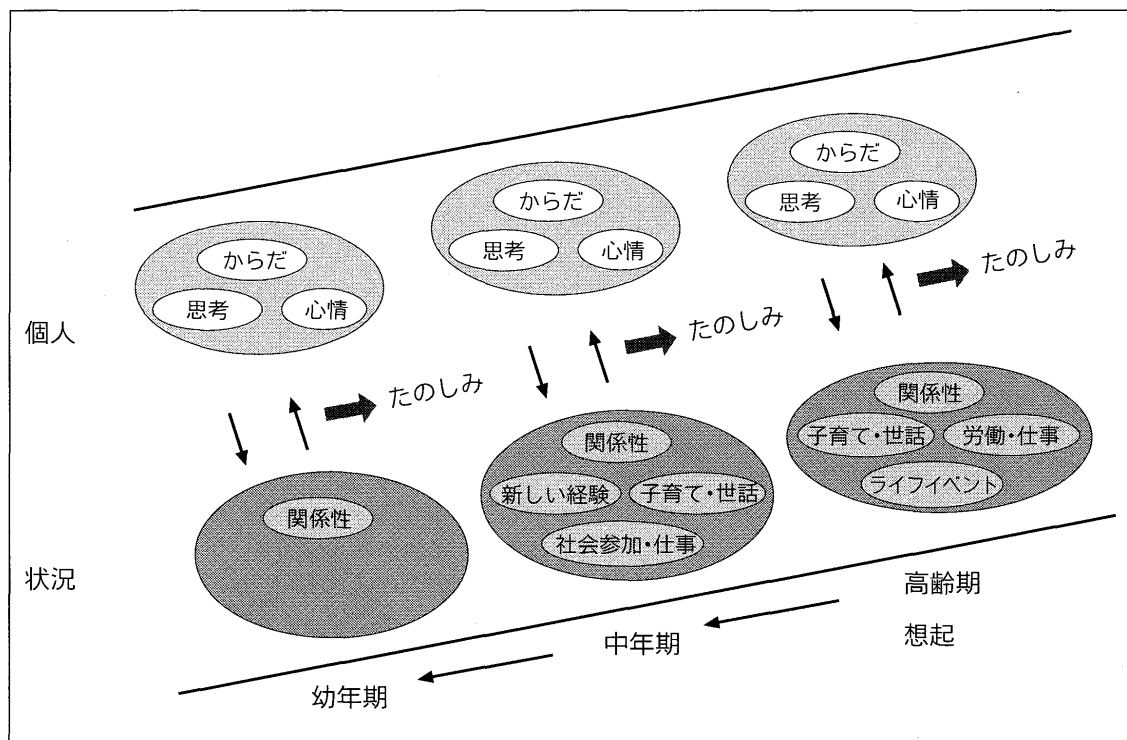 からだ
思考
心情
からだ
思考
心情
からだ
思考
心情
個人
たのしみ
たのしみ
たのしみ
状況
関係性
関係性
新しい経験
子育て・世話
社会参加・仕事
関係性
子育て・世話
労働・仕事
ライフイベント
幼年期
中年期
高齢期
想起